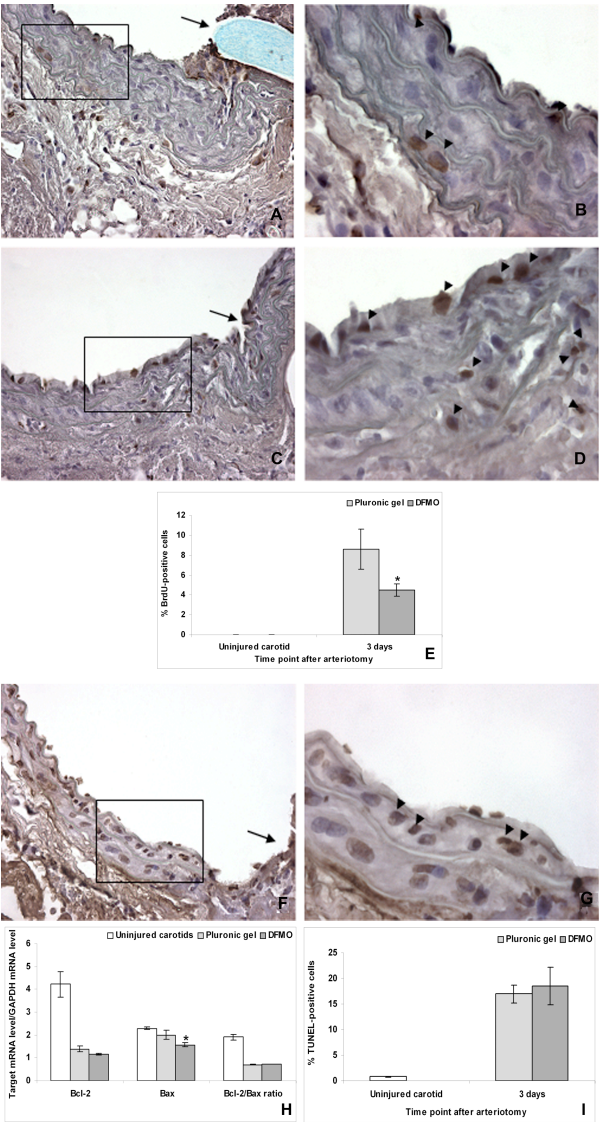 A
B
C
D
Pluronic gel DFMO
% BrdU-positive cells
12
10
8
6
4
2
0
*
Uninjured carotid 3 days
Time point after arteriotomy
E
F
G
Uninjured carotids Pluronic gel DFMO
Target mRNA level/GAPDH mRNA level
6
5
4
3
2
1
0
*
Bcl-2 Bax Bcl-2/Bax ratio
H
Pluronic gel DFMO
% TUNEL-positive cells
25
20
15
10
5
0
Uninjured carotid 3 days
Time point after arteriotomy
I